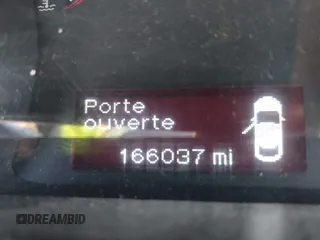 Porte
ouverte
166037 mi
DREAMBID